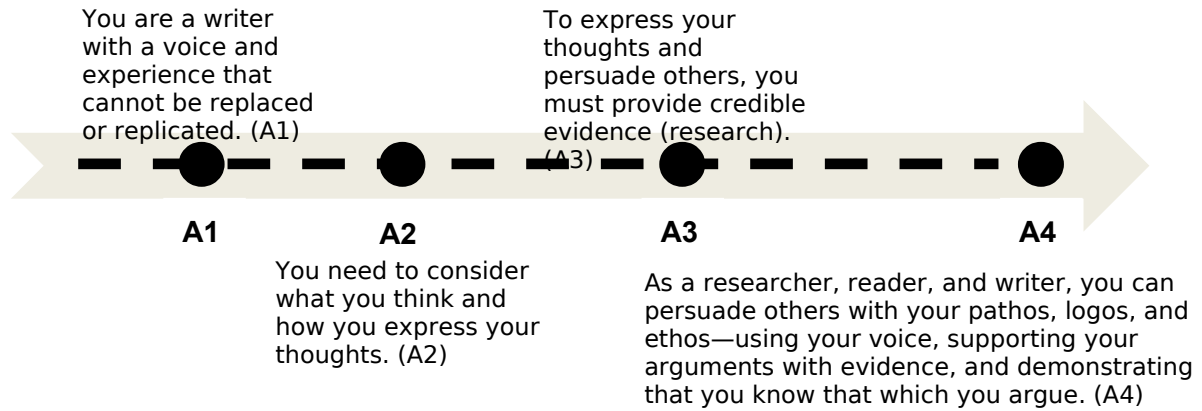 You are a writer
with a voice and
experience that
cannot be replaced
or replicated. (A1)
To express your
thoughts and
persuade others, you
must provide credible
evidence (research).
(A3)
A1
A2
A3
A4
You need to consider
what you think and
how you express your
thoughts. (A2)
As a researcher, reader, and writer, you can
persuade others with your pathos, logos, and
ethos—using your voice, supporting your
arguments with evidence, and demonstrating
that you know that which you argue. (A4)